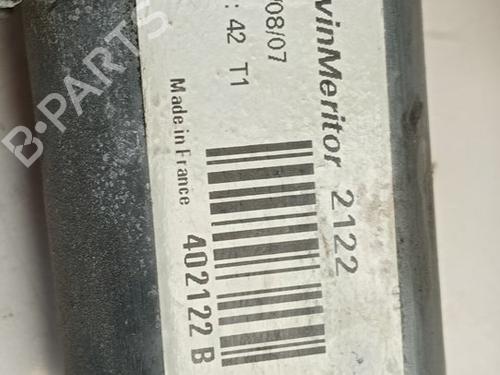 vinMeritor 2122
/08/07
: 42 T1
Made in France
402122 B
B-PARTS